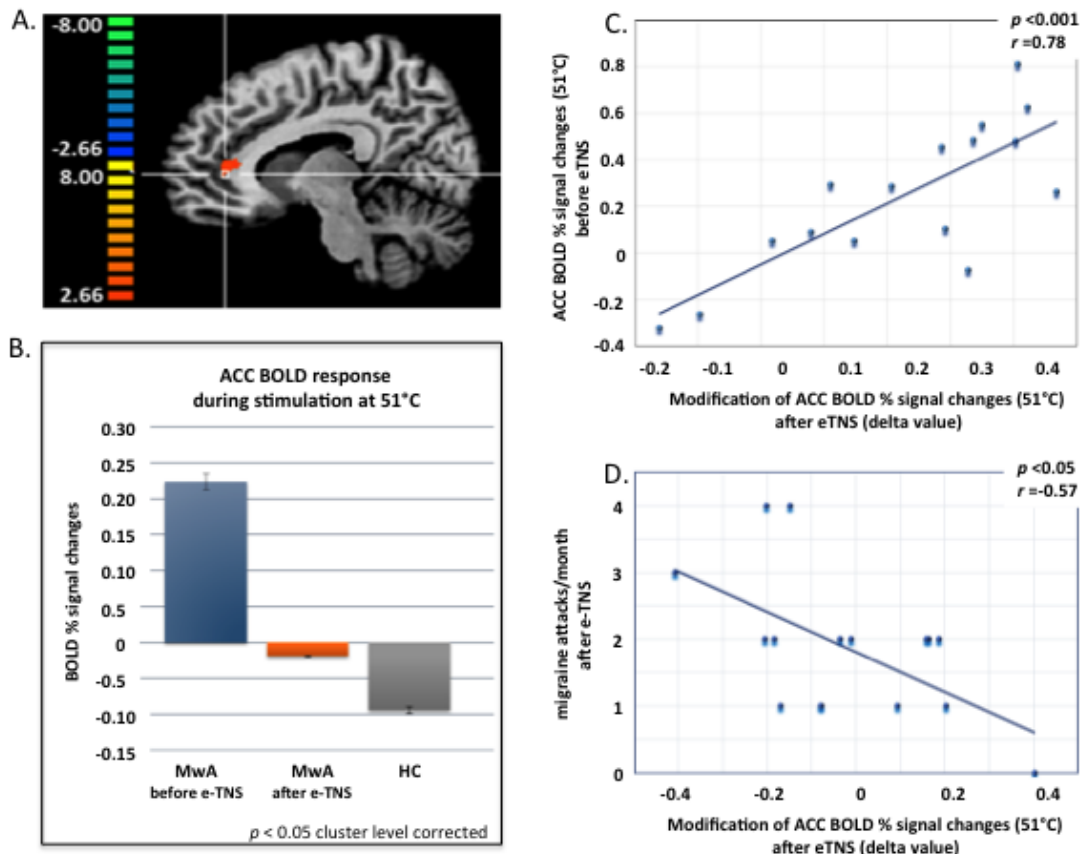 A.
-8.00
-2.66
8.00
2.66
B.
ACC BOLD response
during stimulation at 51°C
BOLD % signal changes
0.30
0.25
0.20
0.15
0.10
0.5
0
-0.5
-0.10
-0.15
MwA
before e-TNS
MwA
after e-TNS
HC
p < 0.05 cluster level corrected
C.
p <0.001
r =0.78
ACC BOLD % signal changes (51°C)
before eTNS
0.8
0.6
0.4
0.2
0
-0.2
-0.4
-0.2
-0.1
0
0.1
0.2
0.3
0.4
Modification of ACC BOLD % signal changes (51°C)
after eTNS (delta value)
D.
p <0.05
r =-0.57
migraine attacks/month
after e-TNS
4
3
2
1
0
-0.4
-0.2
0
0.2
0.4
Modification of ACC BOLD % signal changes (51°C)
after eTNS (delta value)